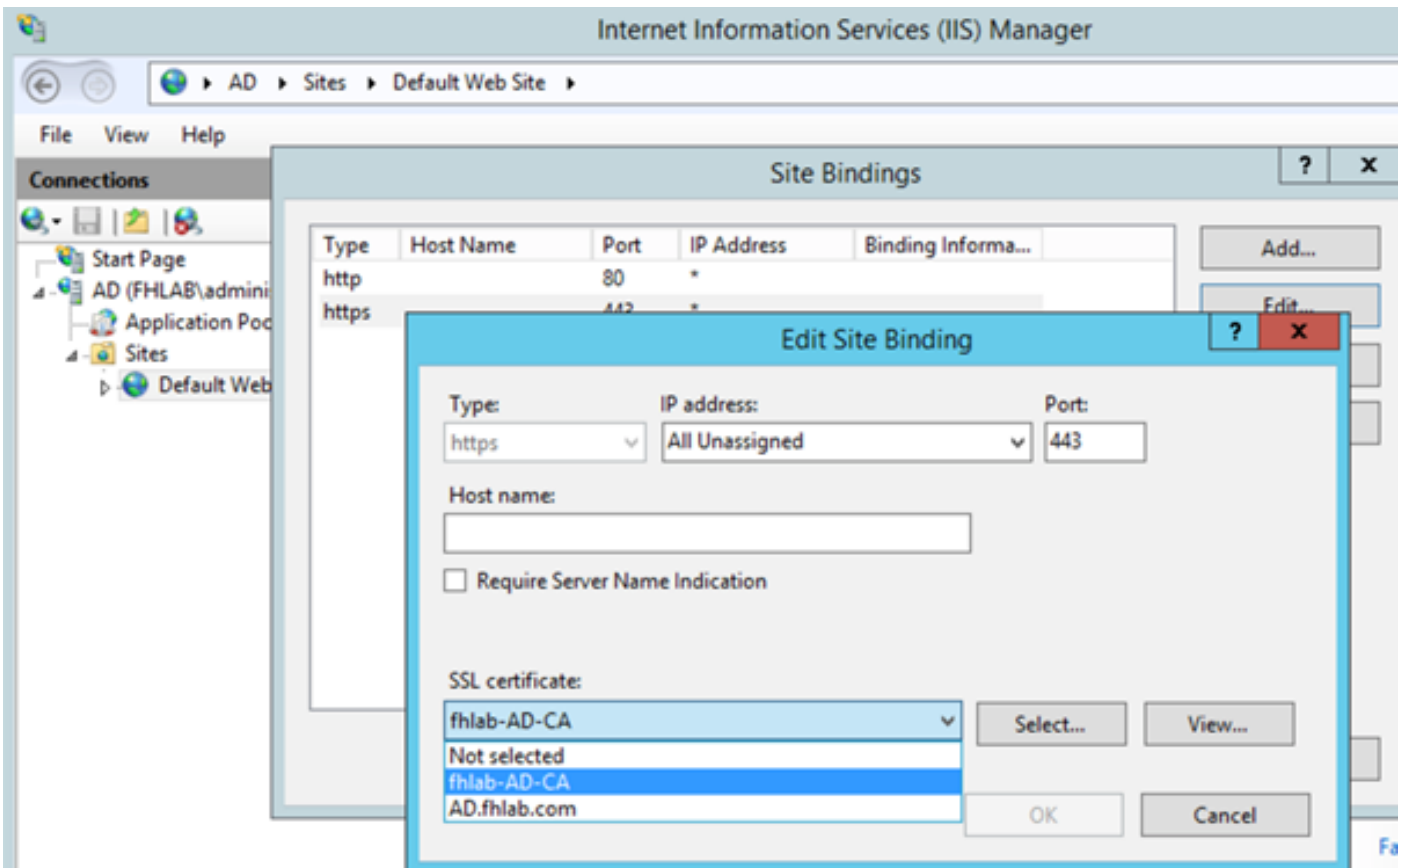 Internet Information Services (IIS) Manager
AD Sites Default Web Site
File View Help
Connections
Site Bindings ? x
Start Page
AD (FHLAB\admini
Application Poo
Sites
Default Web
Type Host Name Port IP Address Binding Informa...
http 80 *
https 443 *
Add...
Edit...
Edit Site Binding ? x
Type: IP address: Port:
https All Unassigned 443
Host name:
Require Server Name Indication
SSL certificate:
fhlab-AD-CA Select... View...
Not selected
fhlab-AD-CA
AD.fhlab.com
OK Cancel
Fa